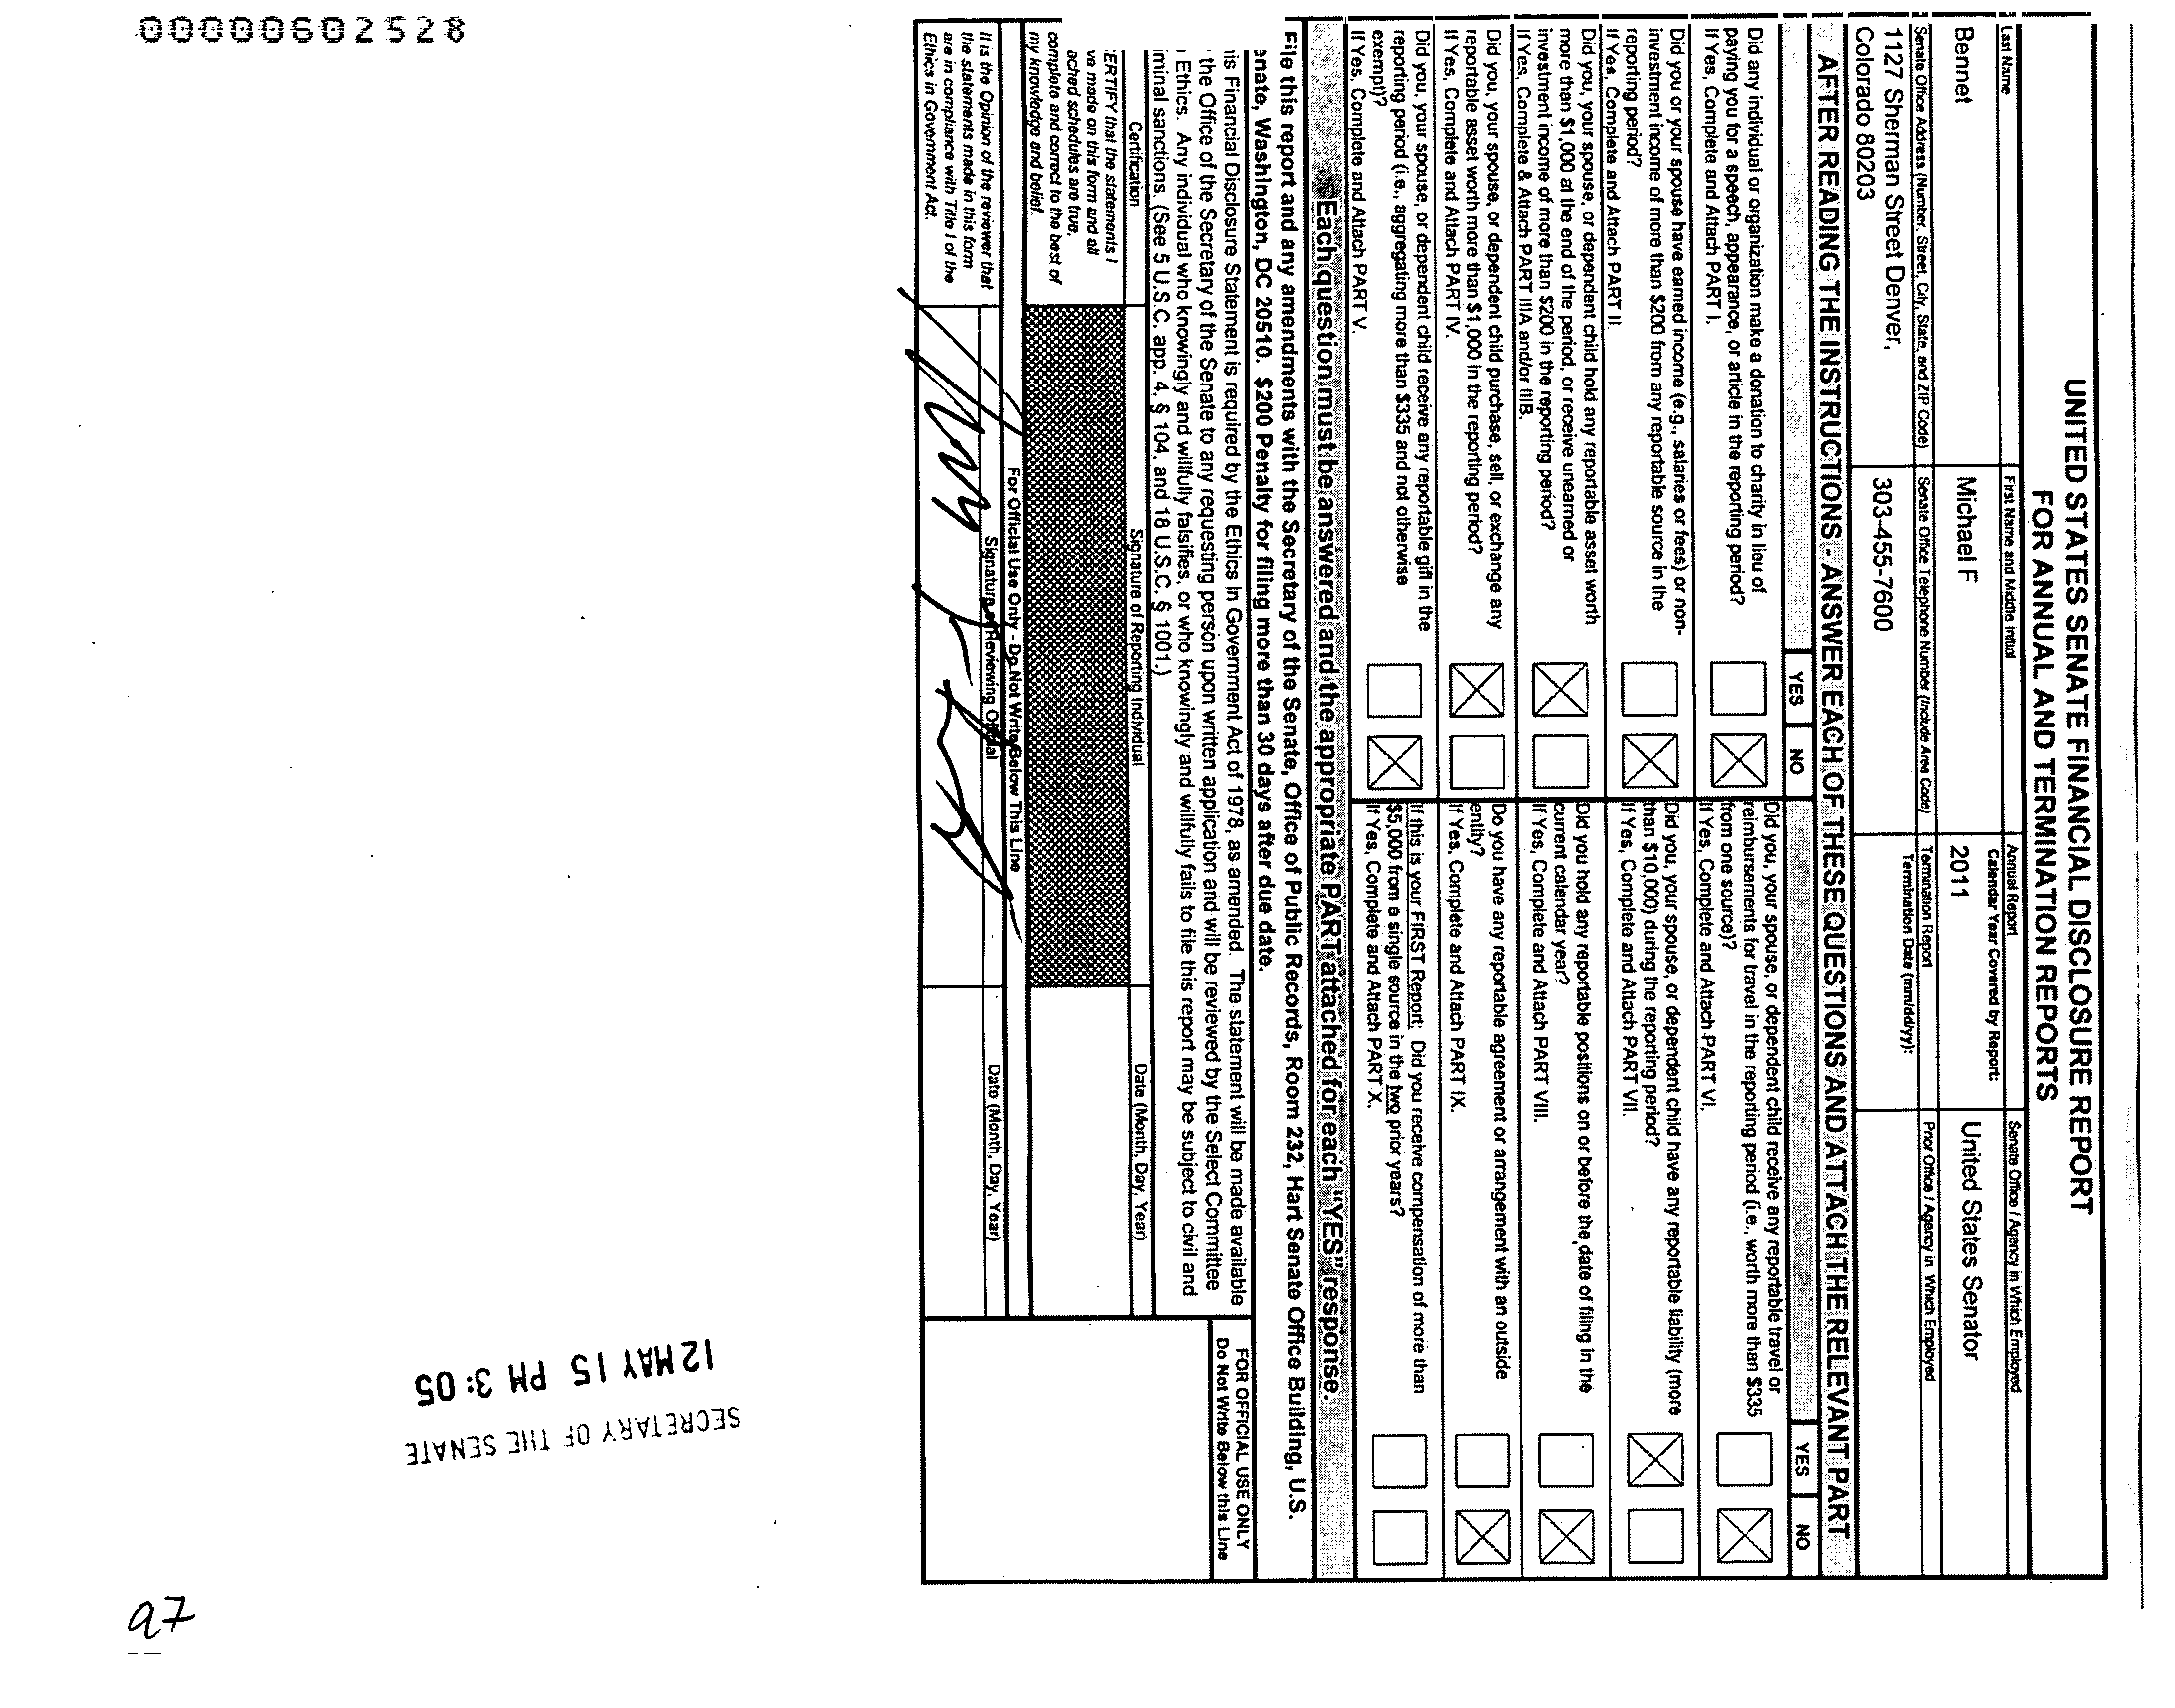 00000602528
UNITED STATES SENATE FINANCIAL DISCLOSURE REPORT
FOR ANNUAL AND TERMINATION REPORTS
Last Name
First Name and Middle Initial
Annual Report
Calendar Year Covered by Report:
Senate Office / Agency in Which Employed
Bennet
Michael F
2011
United States Senator
Senate Office Address (Number, Street, City, State, and ZIP Code)
Senate Office Telephone Number (Include Area Code)
Termination Report
Termination Date (mm/dd/yy):
Prior Office / Agency in Which Employed
1127 Sherman Street Denver,
Colorado 80203
303-455-7600
AFTER READING THE INSTRUCTIONS - ANSWER EACH OF THESE QUESTIONS AND ATTACH THE RELEVANT PART
YES NO
YES NO
Did any individual or organization make a donation to charity in lieu of
paying you for a speech, appearance, or article in the reporting period?
If Yes, Complete and Attach PART I.
Did you, your spouse, or dependent child receive any reportable travel or
reimbursements for travel in the reporting period (i.e., worth more than $335
from one source)?
If Yes, Complete and Attach PART VI.
Did you or your spouse have earned income (e.g., salaries or fees) or non-
investment income of more than $200 from any reportable source in the
reporting period?
If Yes, Complete and Attach PART II.
Did you, your spouse, or dependent child have any reportable liability (more
than $10,000) during the reporting period?
If Yes, Complete and Attach PART VII.
Did you, your spouse, or dependent child hold any reportable asset worth
more than $1,000 at the end of the period, or receive unearned or
investment income of more than $200 in the reporting period?
If Yes, Complete & Attach PART IIIA and/or IIIB.
Did you hold any reportable positions on or before the date of filing in the
current calendar year?
If Yes, Complete and Attach PART VIII.
Did you, your spouse, or dependent child purchase, sell, or exchange any
reportable asset worth more than $1,000 in the reporting period?
If Yes, Complete and Attach PART IV.
Do you have any reportable agreement or arrangement with an outside
entity?
If Yes, Complete and Attach PART IX.
Did you, your spouse, or dependent child receive any reportable gift in the
reporting period (i.e., aggregating more than $335 and not otherwise
exempt)?
If Yes, Complete and Attach PART V.
If this is your FIRST Report: Did you receive compensation of more than
$5,000 from a single source in the two prior years?
If Yes, Complete and Attach PART X.
Each question must be answered and the appropriate PART attached for each "YES" response.
File this report and any amendments with the Secretary of the Senate, Office of Public Records, Room 232, Hart Senate Office Building, U.S.
enate, Washington, DC 20510. $200 Penalty for filing more than 30 days after due date.
is Financial Disclosure Statement is required by the Ethics in Government Act of 1978, as amended. The statement will be made available
the Office of the Secretary of the Senate to any requesting person upon written application and will be reviewed by the Select Committee
Ethics. Any individual who knowingly and willfully falsifies, or who knowingly and willfully fails to file this report may be subject to civil and
minal sanctions. (See 5 U.S.C. app. 4, § 104, and 18 U.S.C. § 1001.)
FOR OFFICIAL USE ONLY
Do Not Write Below this Line
Certification
Signature of Reporting Individual
Date (Month, Day, Year)
ERTIFY that the statements I
ve made on this form and all
ached schedules are true,
complete and correct to the best of
my knowledge and belief.
For Official Use Only - Do Not Write Below This Line
It is the Opinion of the reviewer that
the statements made in this form
are in compliance with Title I of the
Ethics in Government Act.
Signature of Reviewing Official
Date (Month, Day, Year)
SECRETARY OF THE SENATE
12 MAY 15 PM 3:05
97